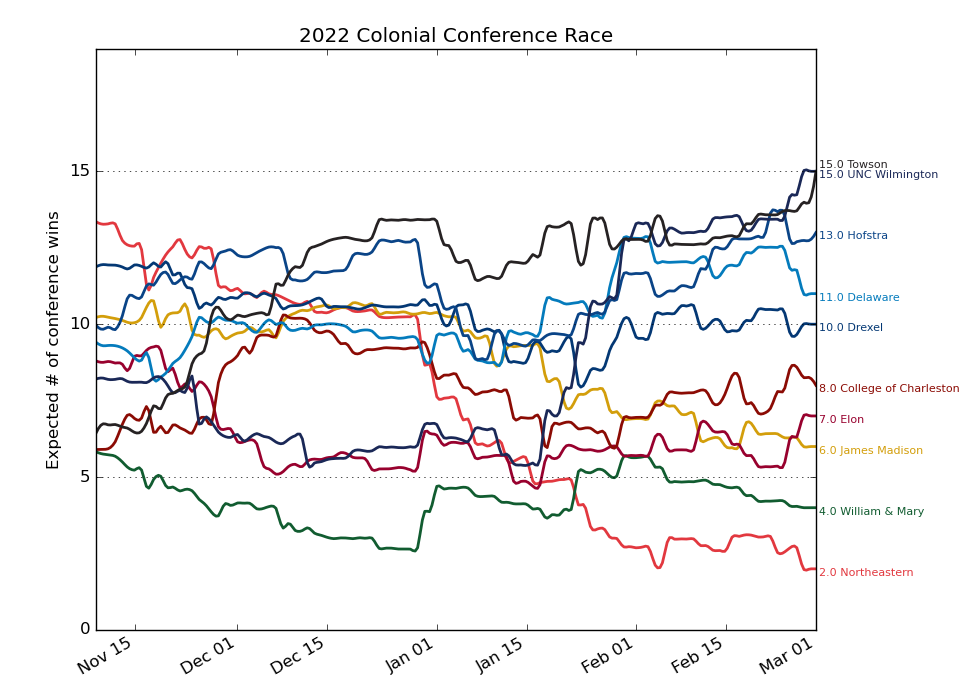 2022 Colonial Conference Race
Expected # of conference wins
15
10
5
0
Nov 15
Dec 01
Dec 15
Jan 01
Jan 15
Feb 01
Feb 15
Mar 01
15.0 Towson
15.0 UNC Wilmington
13.0 Hofstra
11.0 Delaware
10.0 Drexel
8.0 College of Charleston
7.0 Elon
6.0 James Madison
4.0 William & Mary
2.0 Northeastern